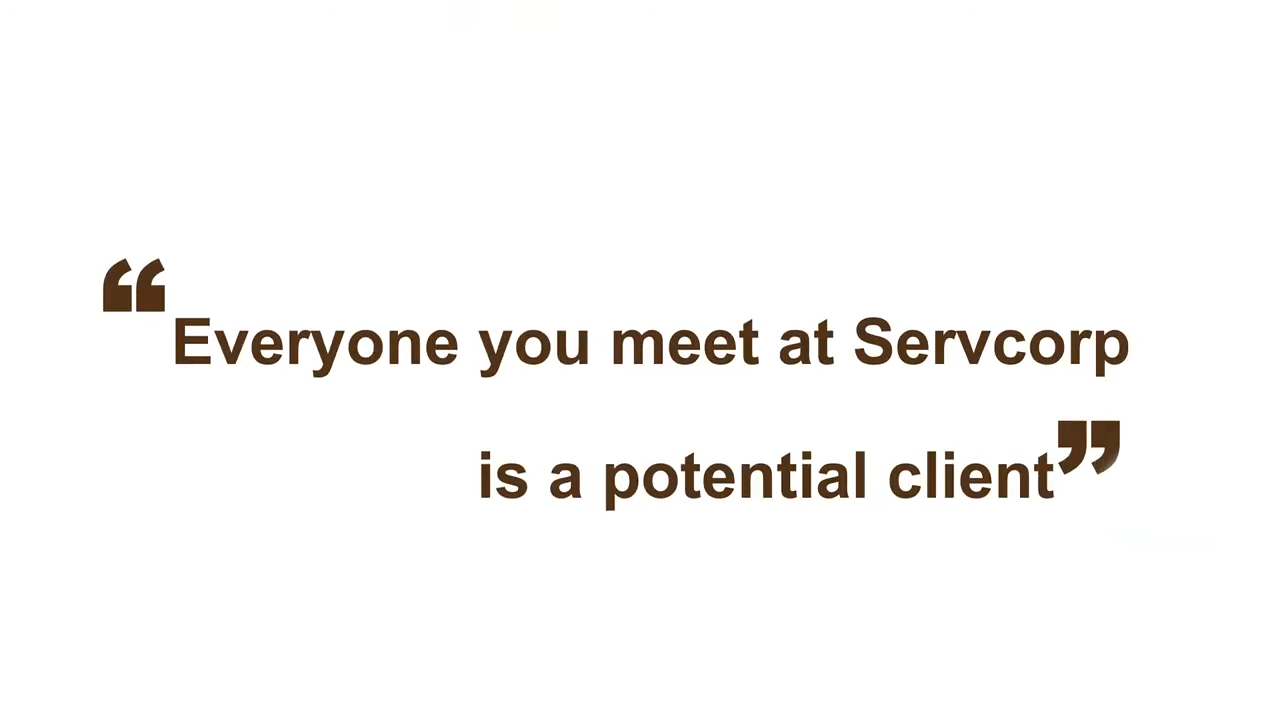 “Everyone you meet at Servcorp
is a potential client”